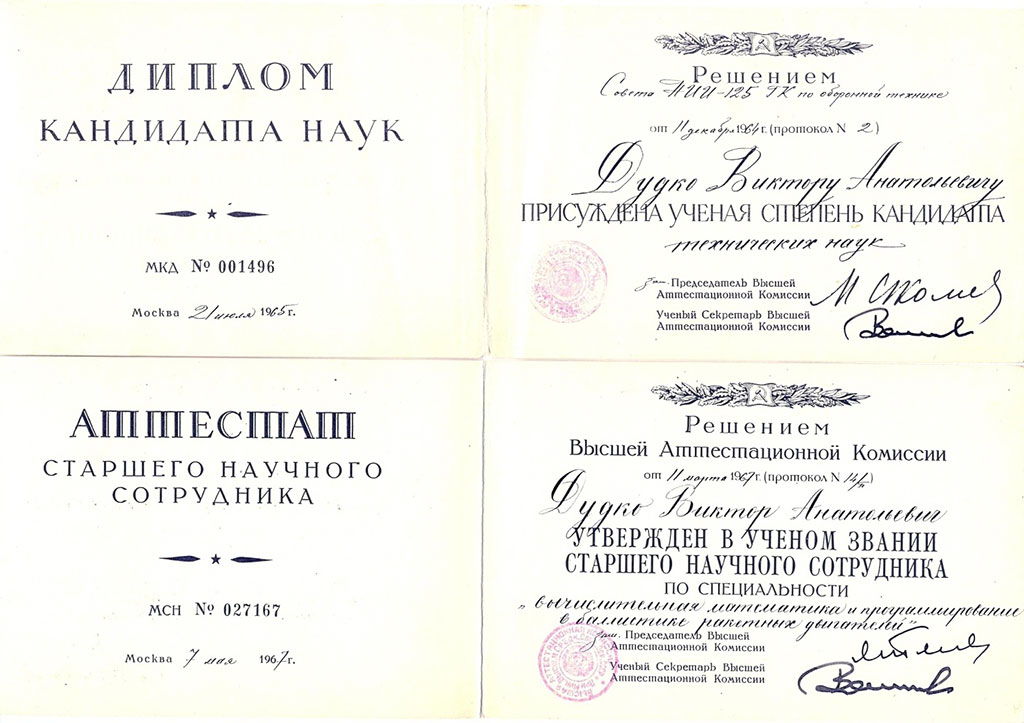 ДИПЛОМ
КАНДИДАТА НАУК
МКД № 001496
Москва 21 июля 1965г.
Решением
Совета НИИ-125 ГК по оборонной технике
от 11 декабря 1964г. (протокол N 2)
Дудко Виктору Анатольевичу
ПРИСУЖДЕНА УЧЕНАЯ СТЕПЕНЬ КАНДИДАТА
технических наук
зам. Председатель Высшей
Аттестационной Комиссии
Ученый Секретарь Высшей
Аттестационной Комиссии
АТТЕСТАТ
СТАРШЕГО НАУЧНОГО
СОТРУДНИКА
МСН № 027167
Москва 7 мая 1967г.
Решением
Высшей Аттестационной Комиссии
от 11 марта 1967г. (протокол N
Дудко Виктор Анатольевич
УТВЕРЖДЕН В УЧЕНОМ ЗВАНИИ
СТАРШЕГО НАУЧНОГО СОТРУДНИКА
ПО СПЕЦИАЛЬНОСТИ
„вычислительная математика и программирование
в баллистике ракетных двигателей"
зам. Председатель Высшей
Аттестационной Комиссии
Ученый Секретарь Высшей
Аттестационной Комиссии